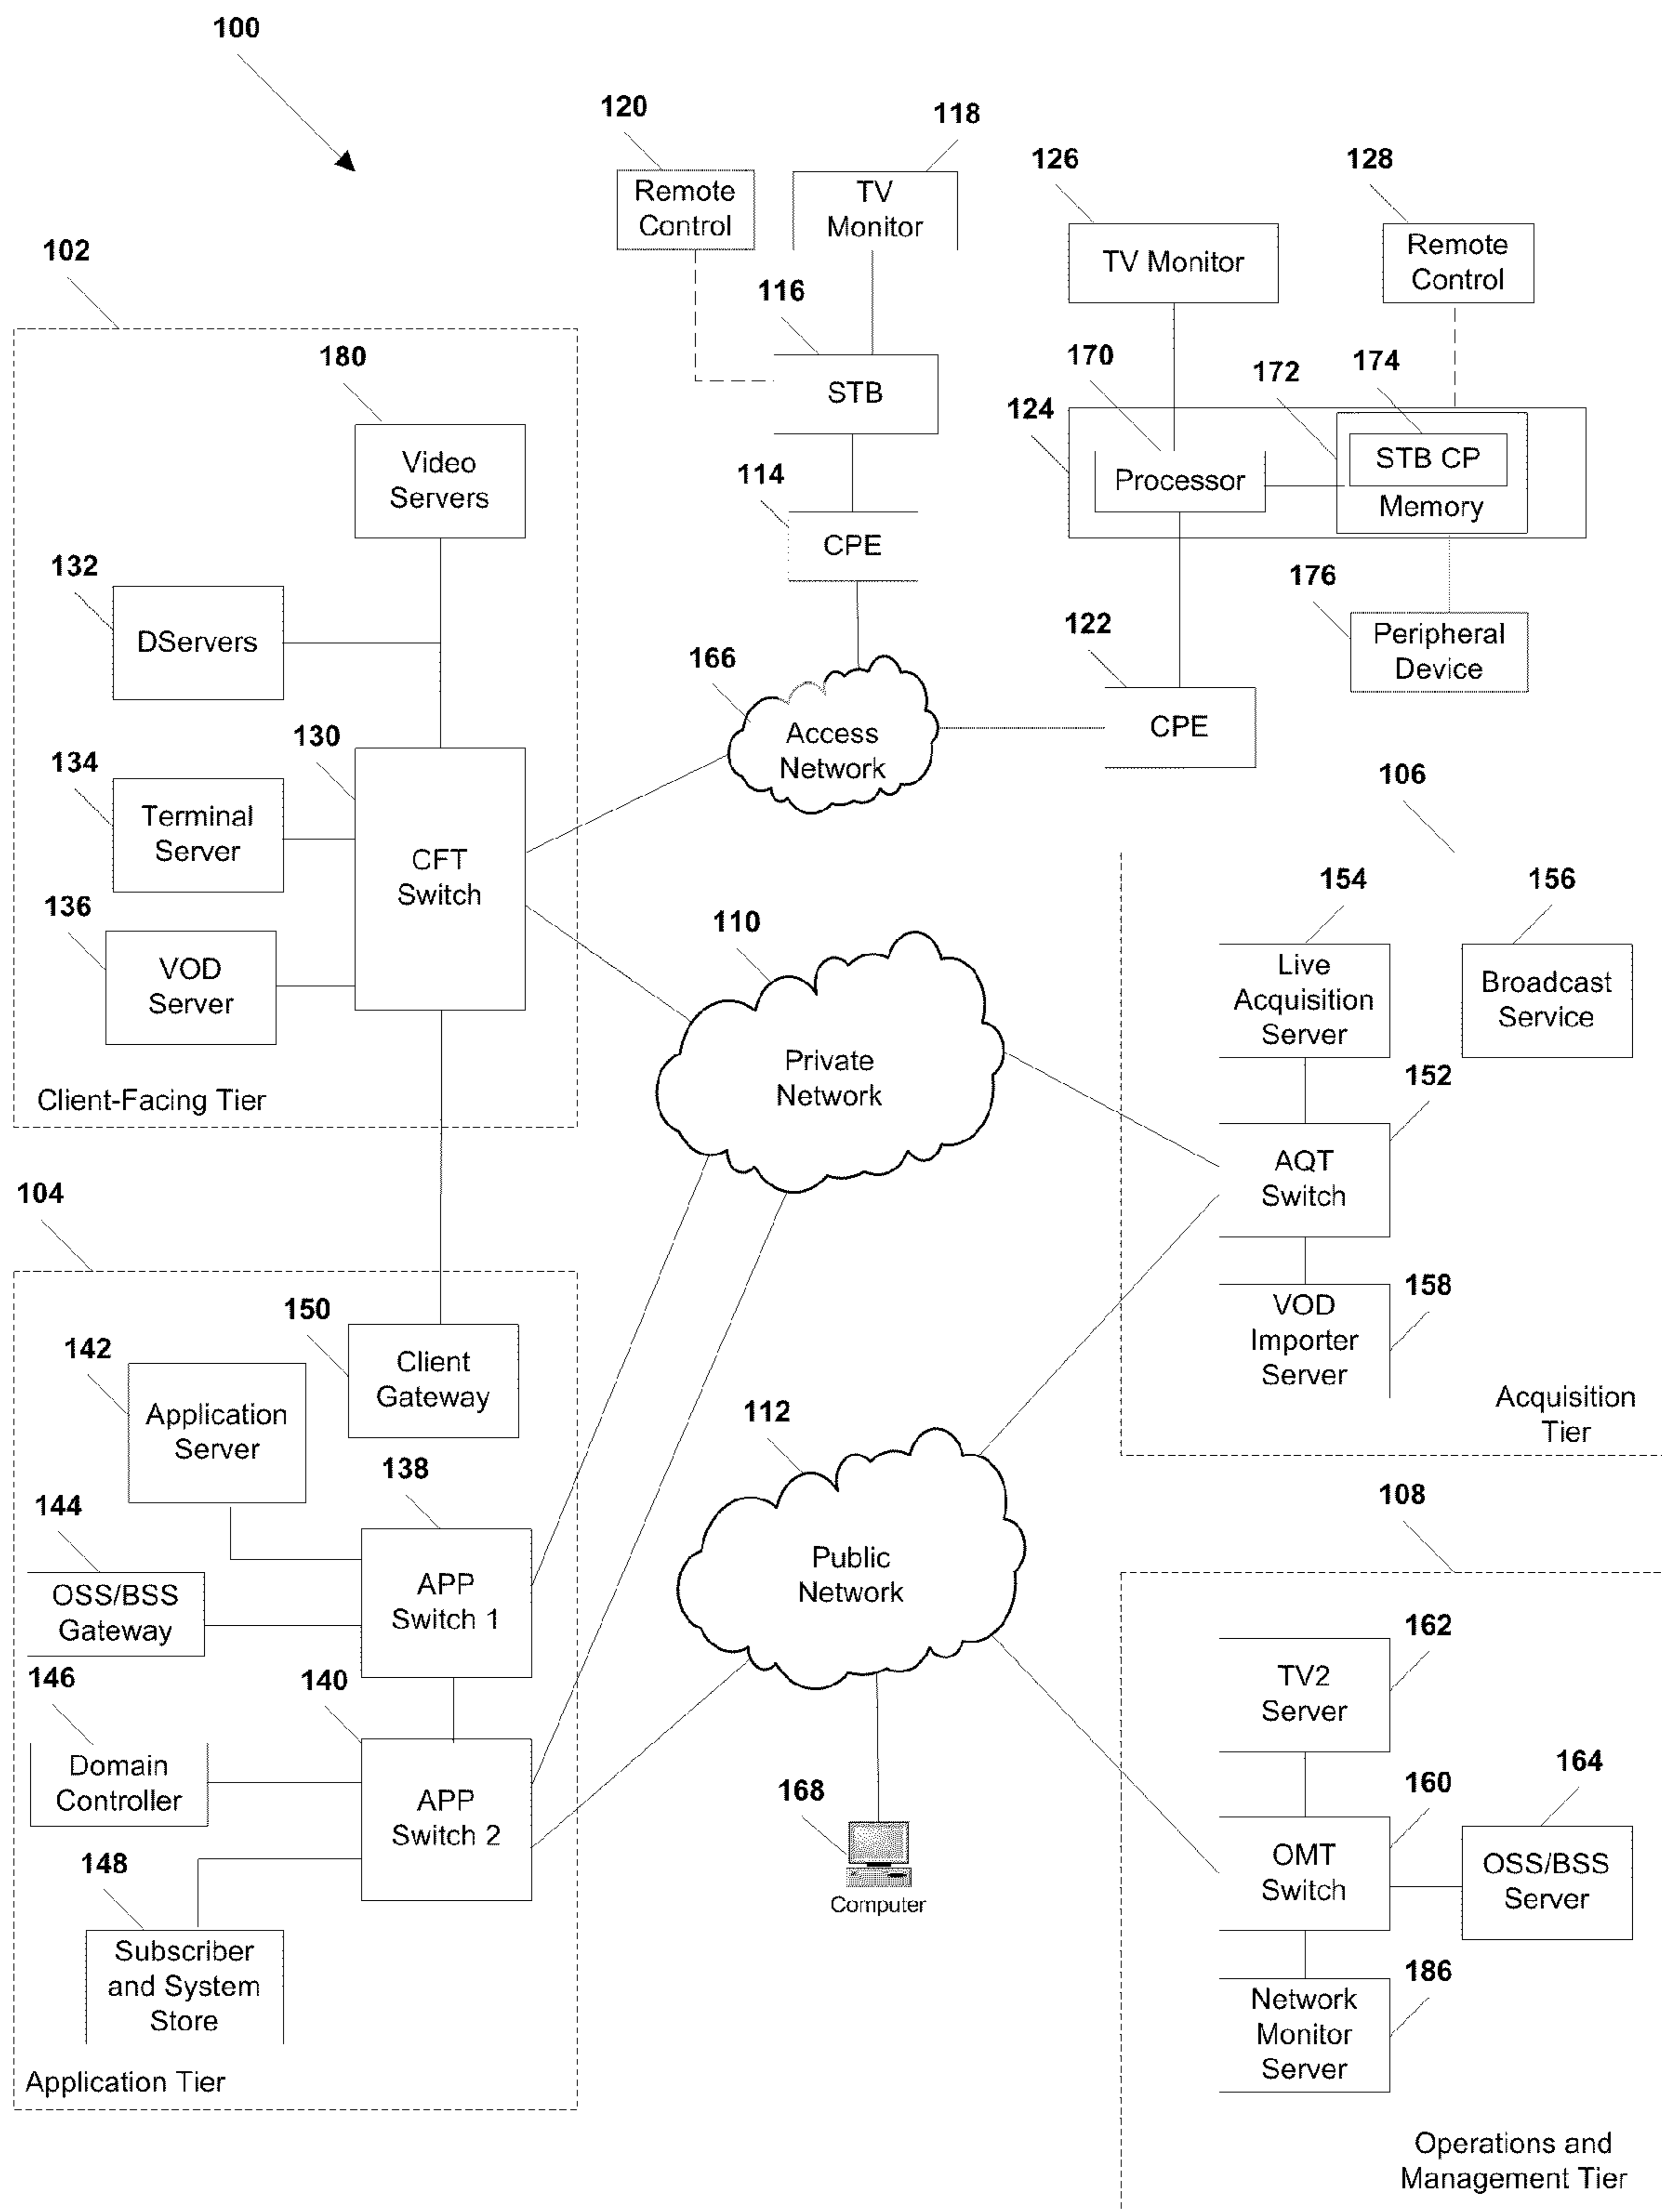 100
120
118
126
128
Remote
Control
TV
Monitor
TV Monitor
Remote
Control
102
116
180
170
172
174
124
STB
STB CP
Processor
Memory
Video
Servers
114
CPE
132
176
DServers
122
Peripheral
Device
166
130
Access
Network
CPE
134
Terminal
Server
106
CFT
Switch
136
154
156
110
VOD
Server
Live
Acquisition
Server
Broadcast
Service
Private
Network
152
Client-Facing Tier
AQT
Switch
104
150
158
142
Client
Gateway
VOD
Importer
Server
Application
Server
112
Acquisition
Tier
138
144
108
Public
Network
OSS/BSS
Gateway
APP
Switch 1
162
146
140
TV2
Server
Domain
Controller
168
160
164
APP
Switch 2
148
OMT
Switch
OSS/BSS
Server
Computer
Subscriber
and System
Store
186
Network
Monitor
Server
Application Tier
Operations and
Management Tier